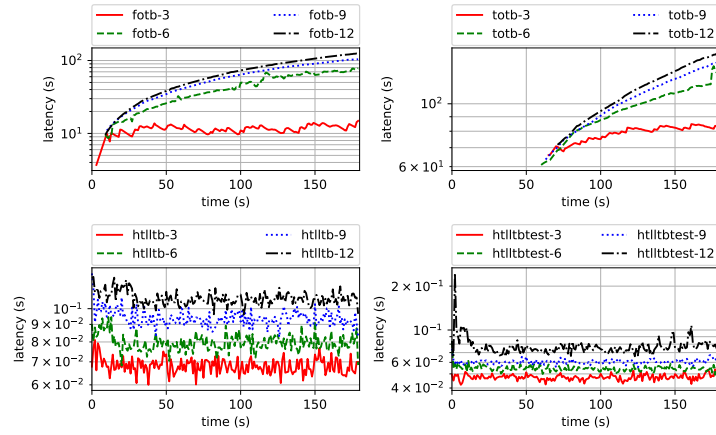 fotb-3
fotb-9
fotb-6
fotb-12
latency (s)
10²
10¹
0
50
100
150
time (s)
totb-3
totb-9
totb-6
totb-12
latency (s)
10²
6 × 10¹
0
50
100
150
time (s)
htlltb-3
htlltb-9
htlltb-6
htlltb-12
latency (s)
10⁻¹
9 × 10⁻²
8 × 10⁻²
7 × 10⁻²
6 × 10⁻²
0
50
100
150
time (s)
htlltbtest-3
htlltbtest-9
htlltbtest-6
htlltbtest-12
latency (s)
2 × 10⁻¹
10⁻¹
6 × 10⁻²
4 × 10⁻²
0
50
100
150
time (s)